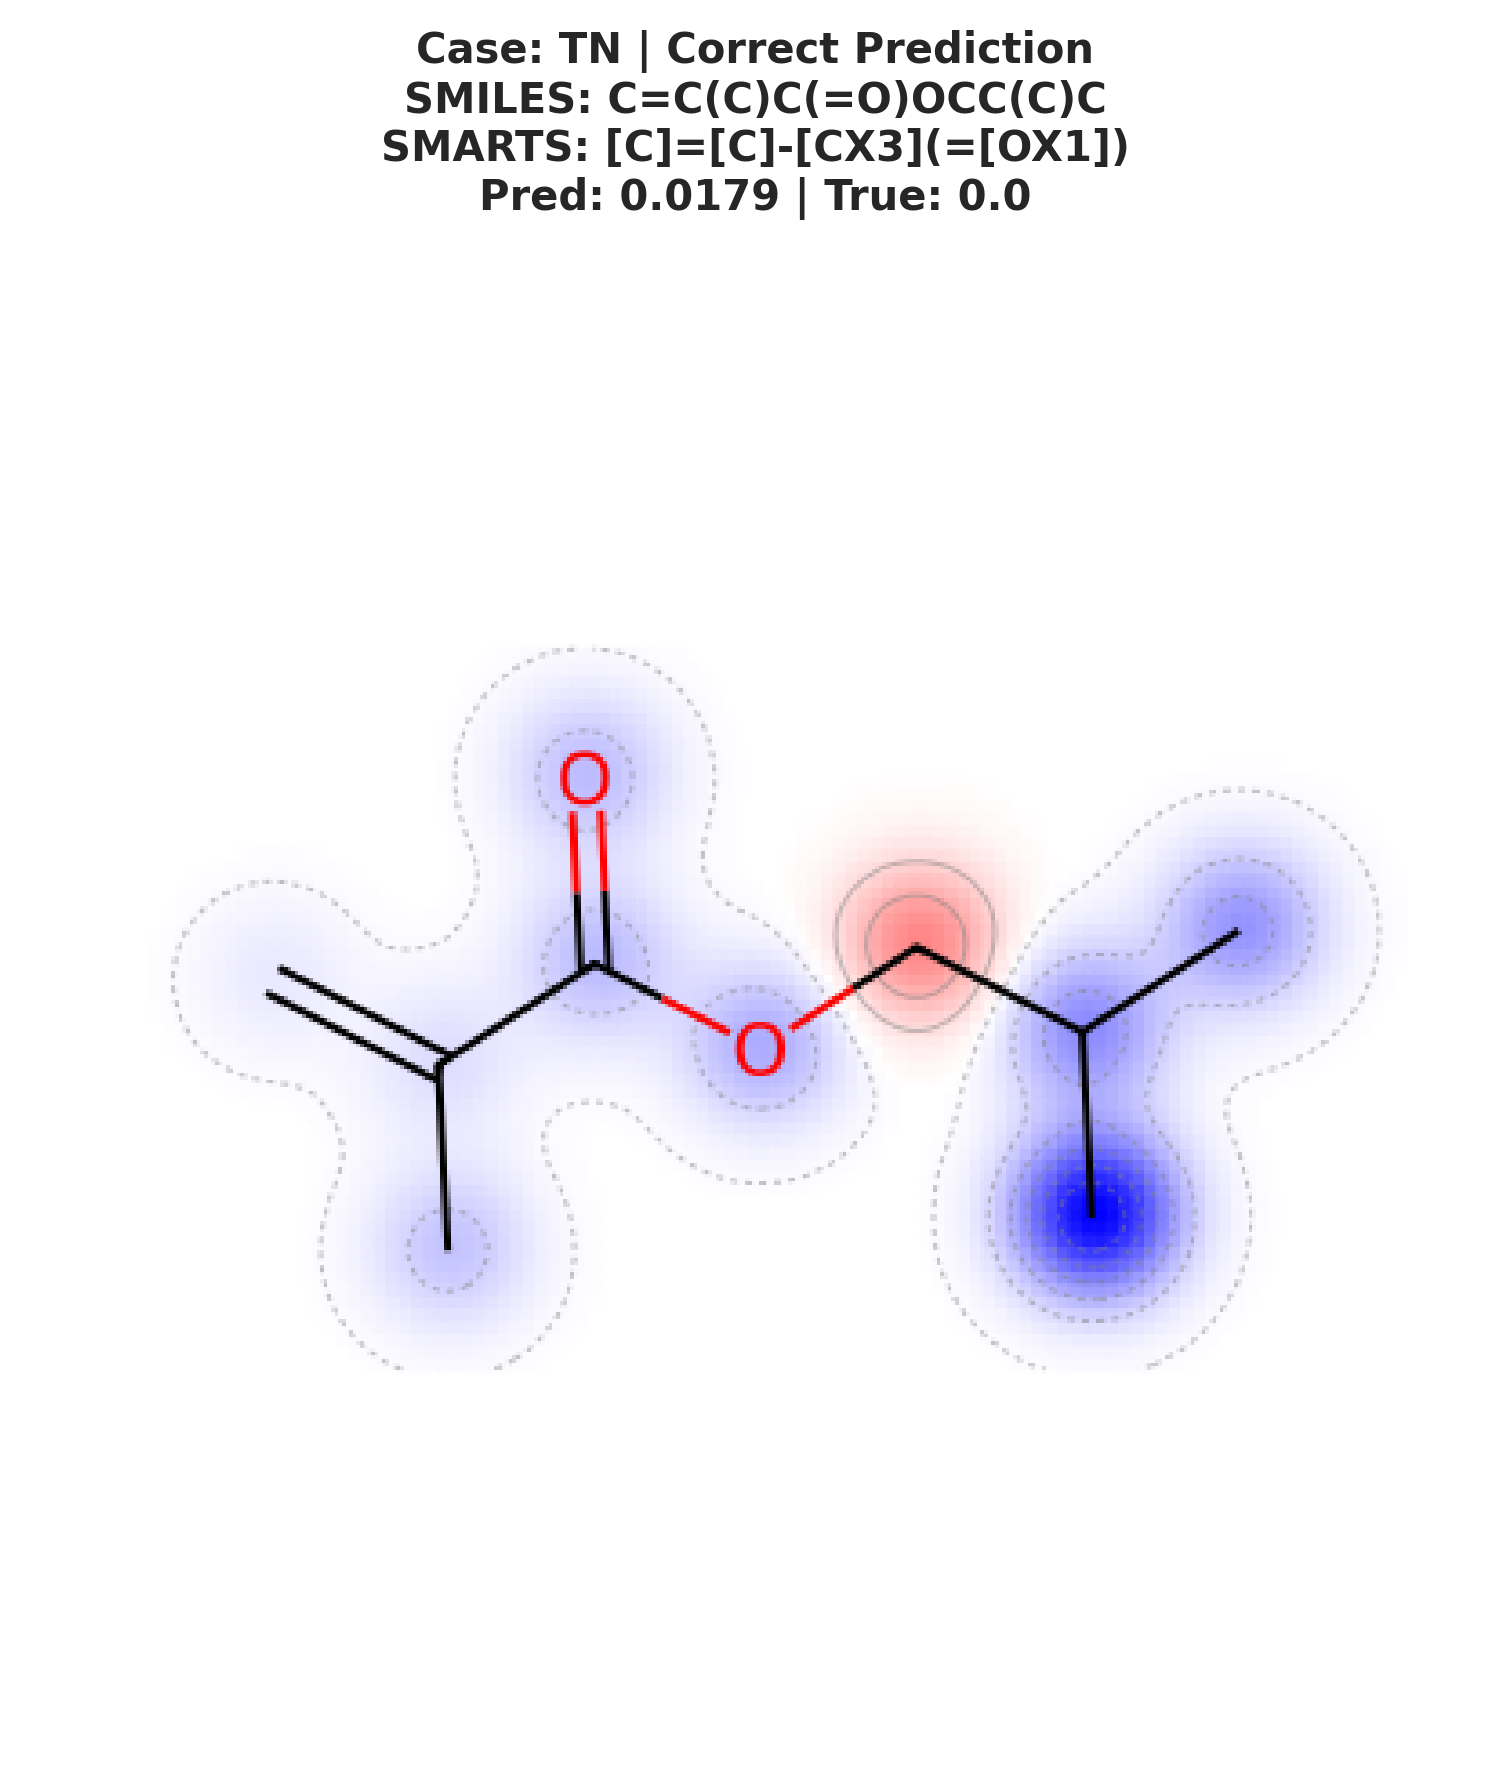 Case: TN | Correct Prediction
SMILES: C=C(C)C(=O)OCC(C)C
SMARTS: [C]=[C]-[CX3](=[OX1])
Pred: 0.0179 | True: 0.0
O
O